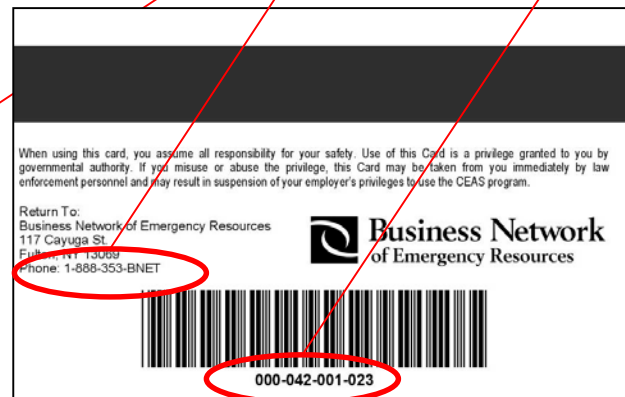 When using this card, you assume all responsibility for your safety. Use of this Card is a privilege granted to you by
governmental authority. If you misuse or abuse the privilege, this Card may be taken from you immediately by law
enforcement personnel and may result in suspension of your employer's privileges to use the CEAS program.
Return To:
Business Network of Emergency Resources
117 Cayuga St.
Fulton, NY 13069
Phone: 1-888-353-BNET
Business Network
of Emergency Resources
000-042-001-023